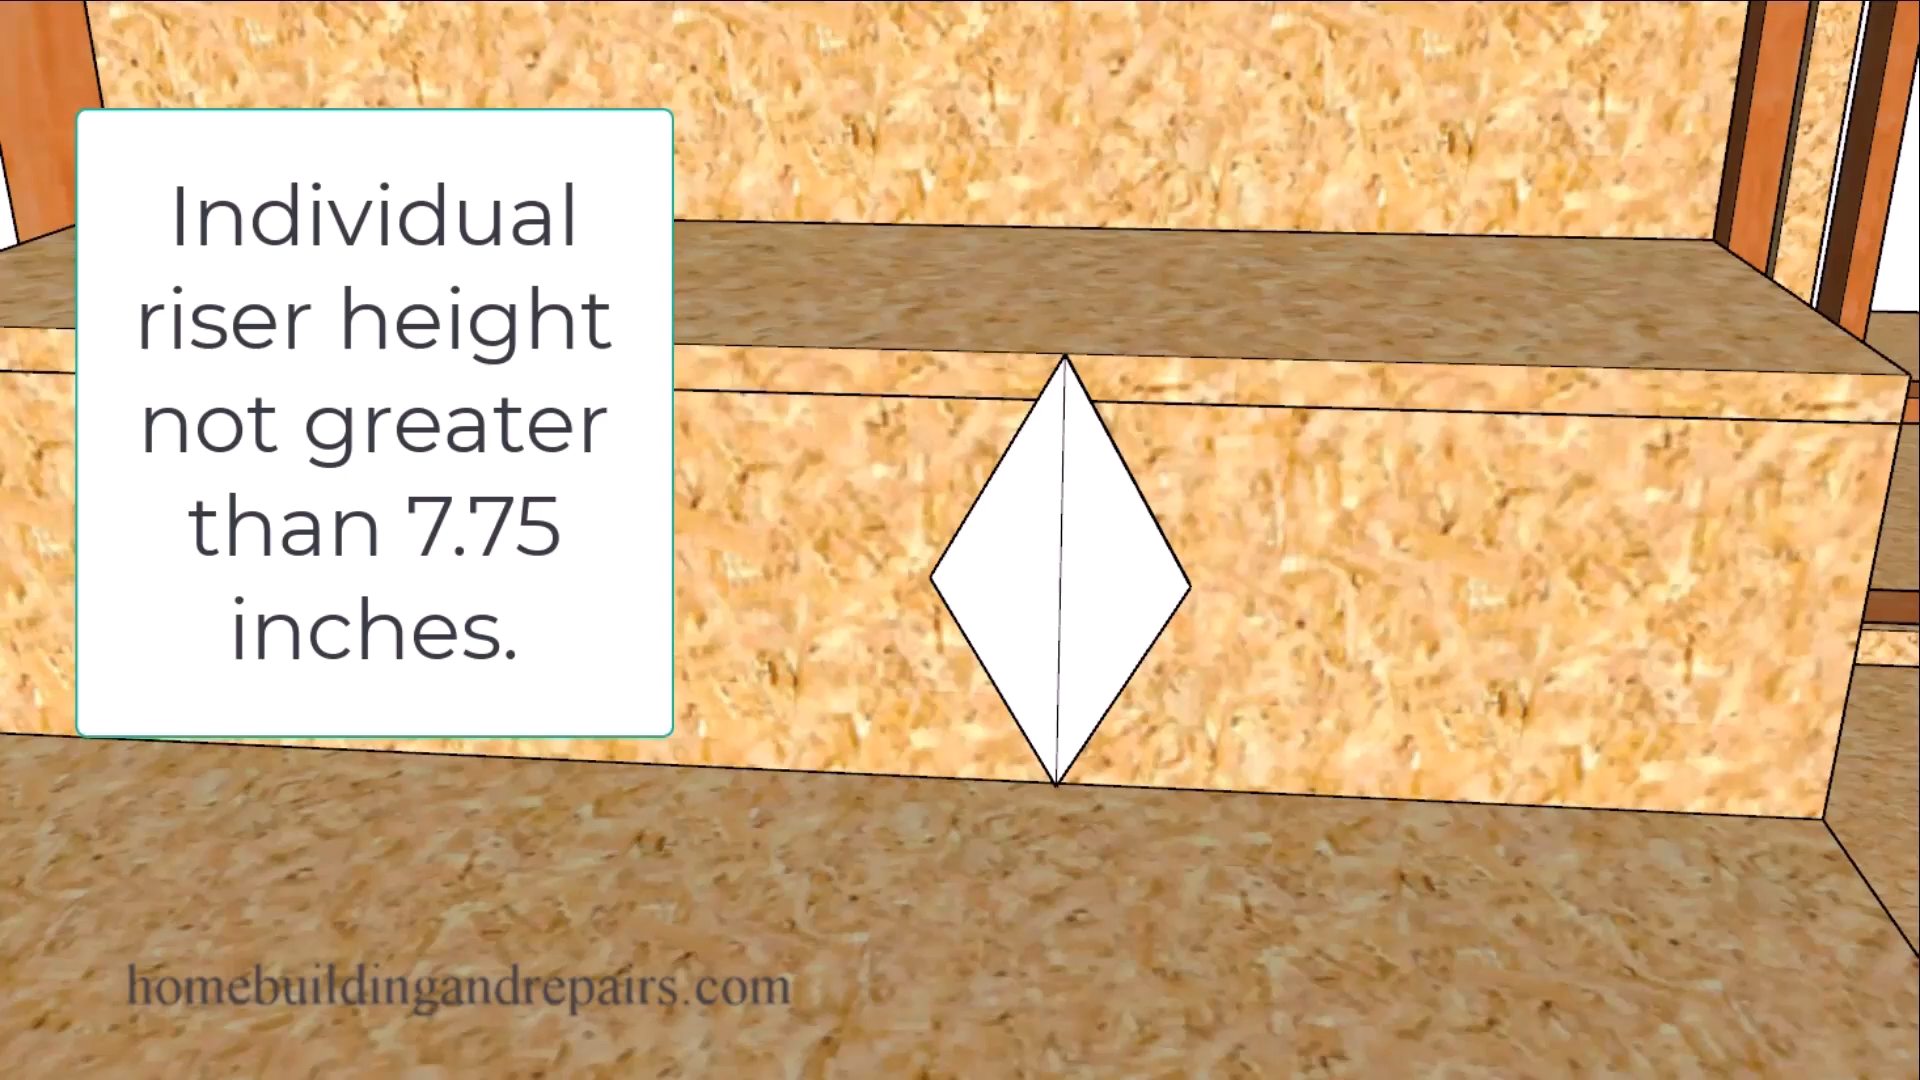 Individual
riser height
not greater
than 7.75
inches.
homebuildingandrepairs.com